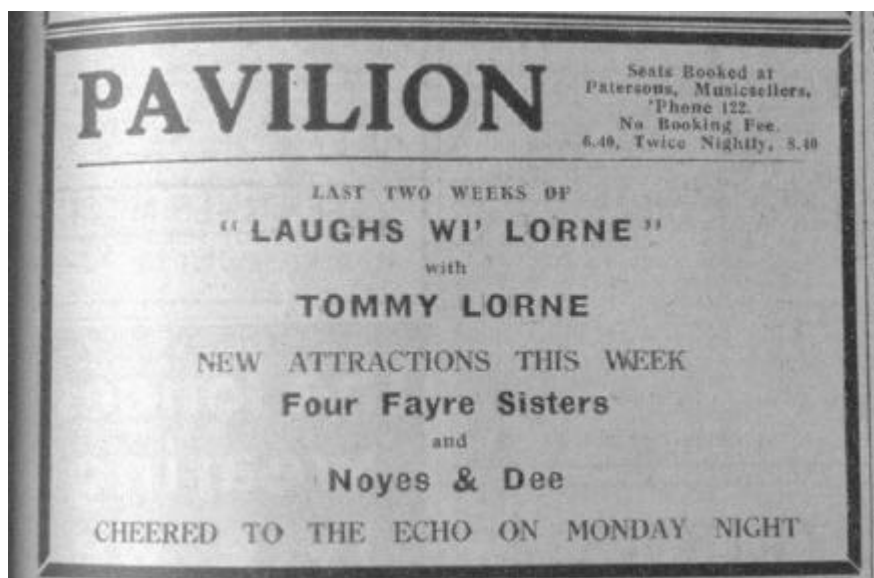 PAVILION
Seats Booked at
Patersons, Musicsellers,
'Phone 122.
No Booking Fee.
6.40, Twice Nightly, 8.40
LAST TWO WEEKS OF
" LAUGHS WI' LORNE "
with
TOMMY LORNE
NEW ATTRACTIONS THIS WEEK
Four Fayre Sisters
and
Noyes & Dee
CHEERED TO THE ECHO ON MONDAY NIGHT